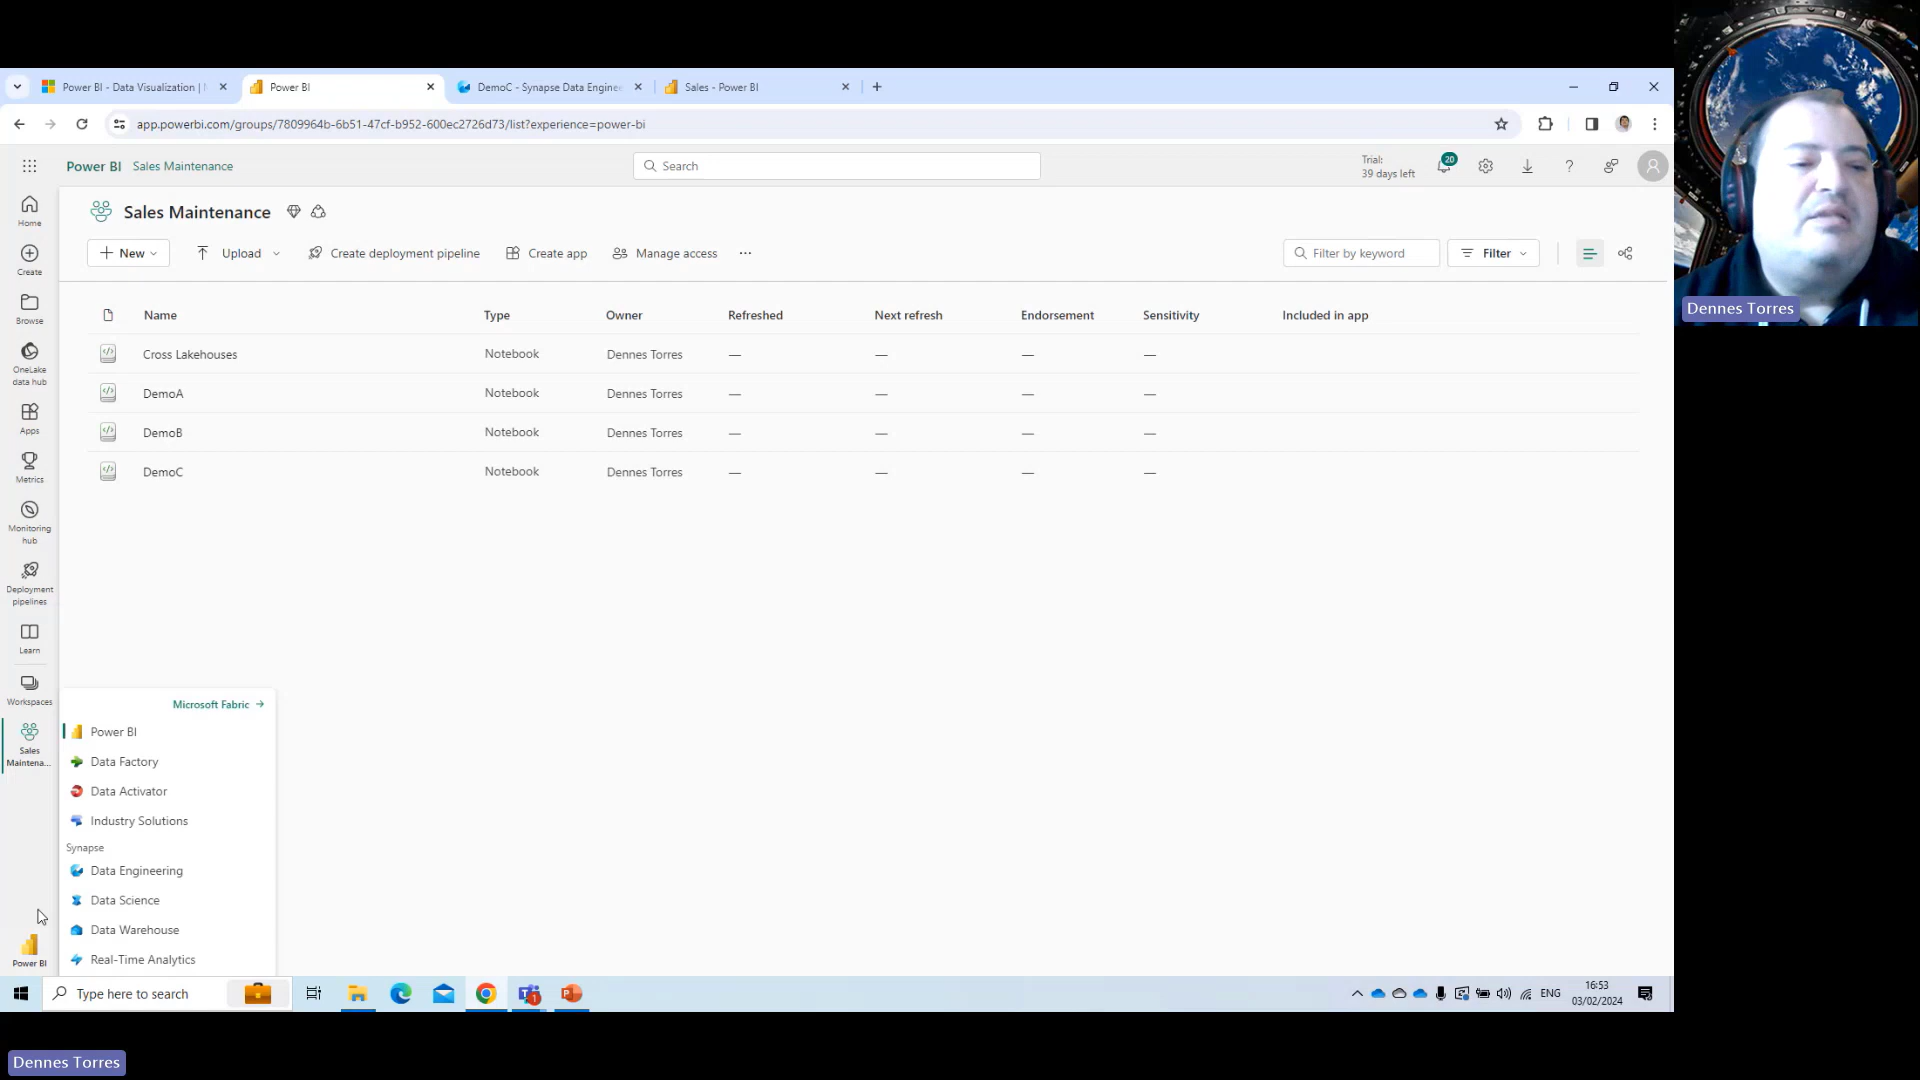 Power BI - Data Visualization |
Power BI
DemoC - Synapse Data Enginee
Sales - Power BI
app.powerbi.com/groups/7809964b-6b51-47cf-b952-600ec2726d73/list?experience=power-bi
Power BI Sales Maintenance
Search
Trial:
39 days left
20
Home
Create
Browse
OneLake
data hub
Apps
Metrics
Monitoring
hub
Deployment
pipelines
Learn
Workspaces
Sales
Maintena...
Power BI
Sales Maintenance
New
Upload
Create deployment pipeline
Create app
Manage access
Filter by keyword
Filter
Name Type Owner Refreshed Next refresh Endorsement Sensitivity Included in app
Cross Lakehouses Notebook Dennes Torres — — — —
DemoA Notebook Dennes Torres — — — —
DemoB Notebook Dennes Torres — — — —
DemoC Notebook Dennes Torres — — — —
Microsoft Fabric
Power BI
Data Factory
Data Activator
Industry Solutions
Synapse
Data Engineering
Data Science
Data Warehouse
Real-Time Analytics
Type here to search
ENG
16:53
03/02/2024
Dennes Torres
Dennes Torres